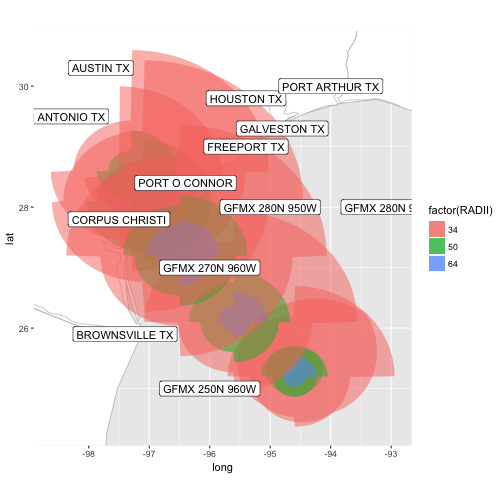 AUSTIN TX
PORT ARTHUR TX
HOUSTON TX
ANTONIO TX
GALVESTON TX
FREEPORT TX
PORT O CONNOR
GFMX 280N 950W
GFMX 280N 9
CORPUS CHRISTI
GFMX 270N 960W
BROWNSVILLE TX
GFMX 250N 960W
30
28
26
lat
-98
-97
-96
-95
-94
-93
long
factor(RADII)
34
50
64